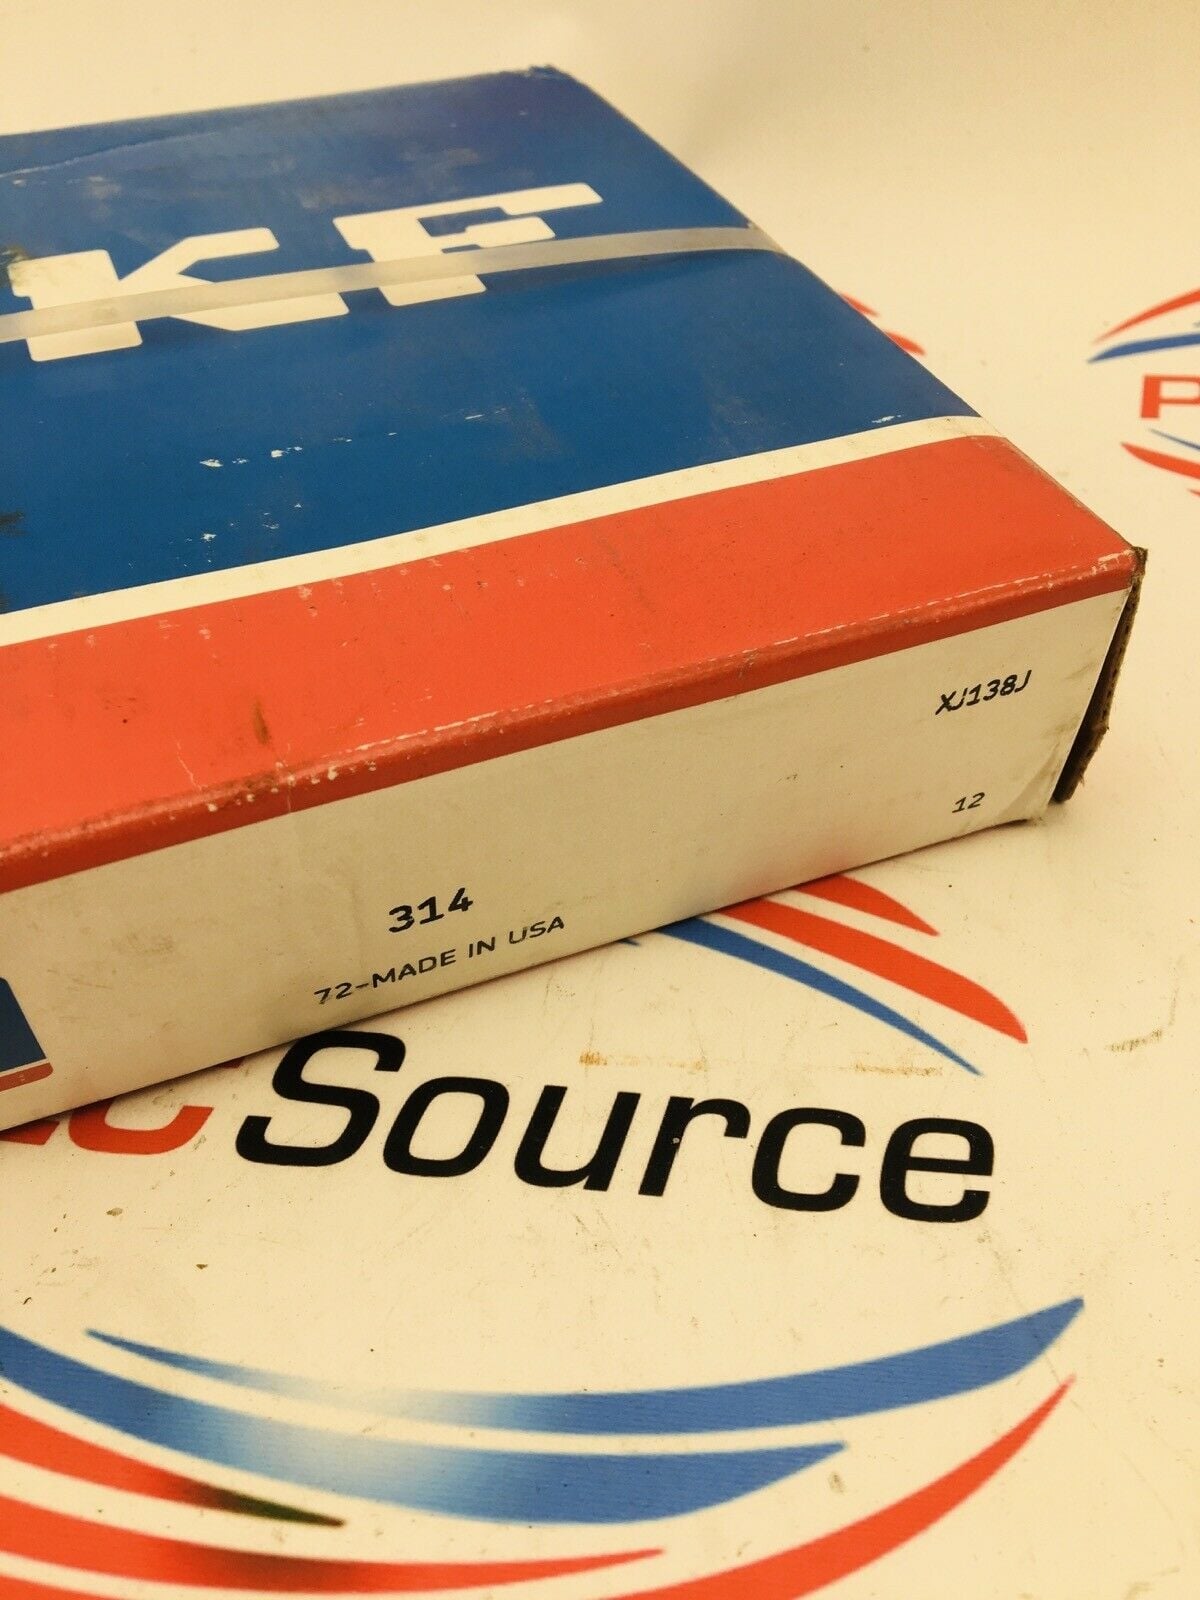 KF
XJ138J
12
314
72-MADE IN USA
Source
P